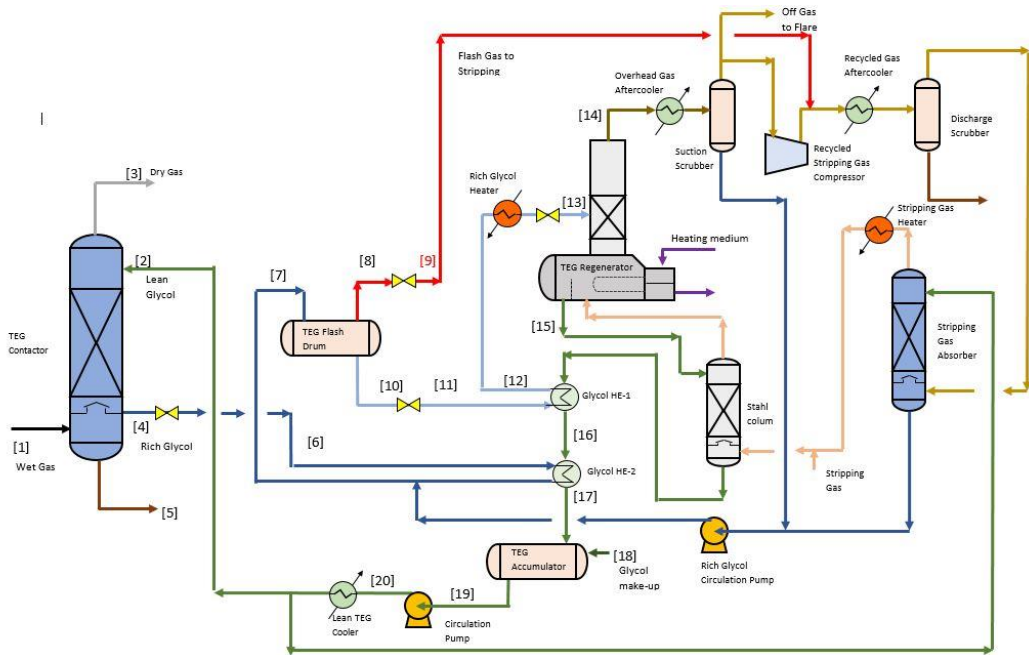 Off Gas
to Flare
Flash Gas to
Stripping
Overhead Gas
Aftercooler
Recycled Gas
Aftercooler
[14]
Suction
Scrubber
Recycled
Stripping Gas
Compressor
Discharge
Scrubber
[3] Dry Gas
Rich Glycol
Heater
[13]
Stripping Gas
Heater
[2]
Lean
Glycol
[7]
[8]
[9]
Heating medium
TEG Regenerator
TEG
Contactor
TEG Flash
Drum
[15]
Stripping
Gas
Absorber
[10]
[11]
[12]
Glycol HE-1
Stahl
colum
[1]
Wet Gas
[4]
Rich Glycol
[6]
[16]
Glycol HE-2
Stripping
Gas
[5]
[17]
TEG
Accumulator
[18]
Glycol
make-up
Rich Glycol
Circulation Pump
[20]
[19]
Lean TEG
Cooler
Circulation
Pump